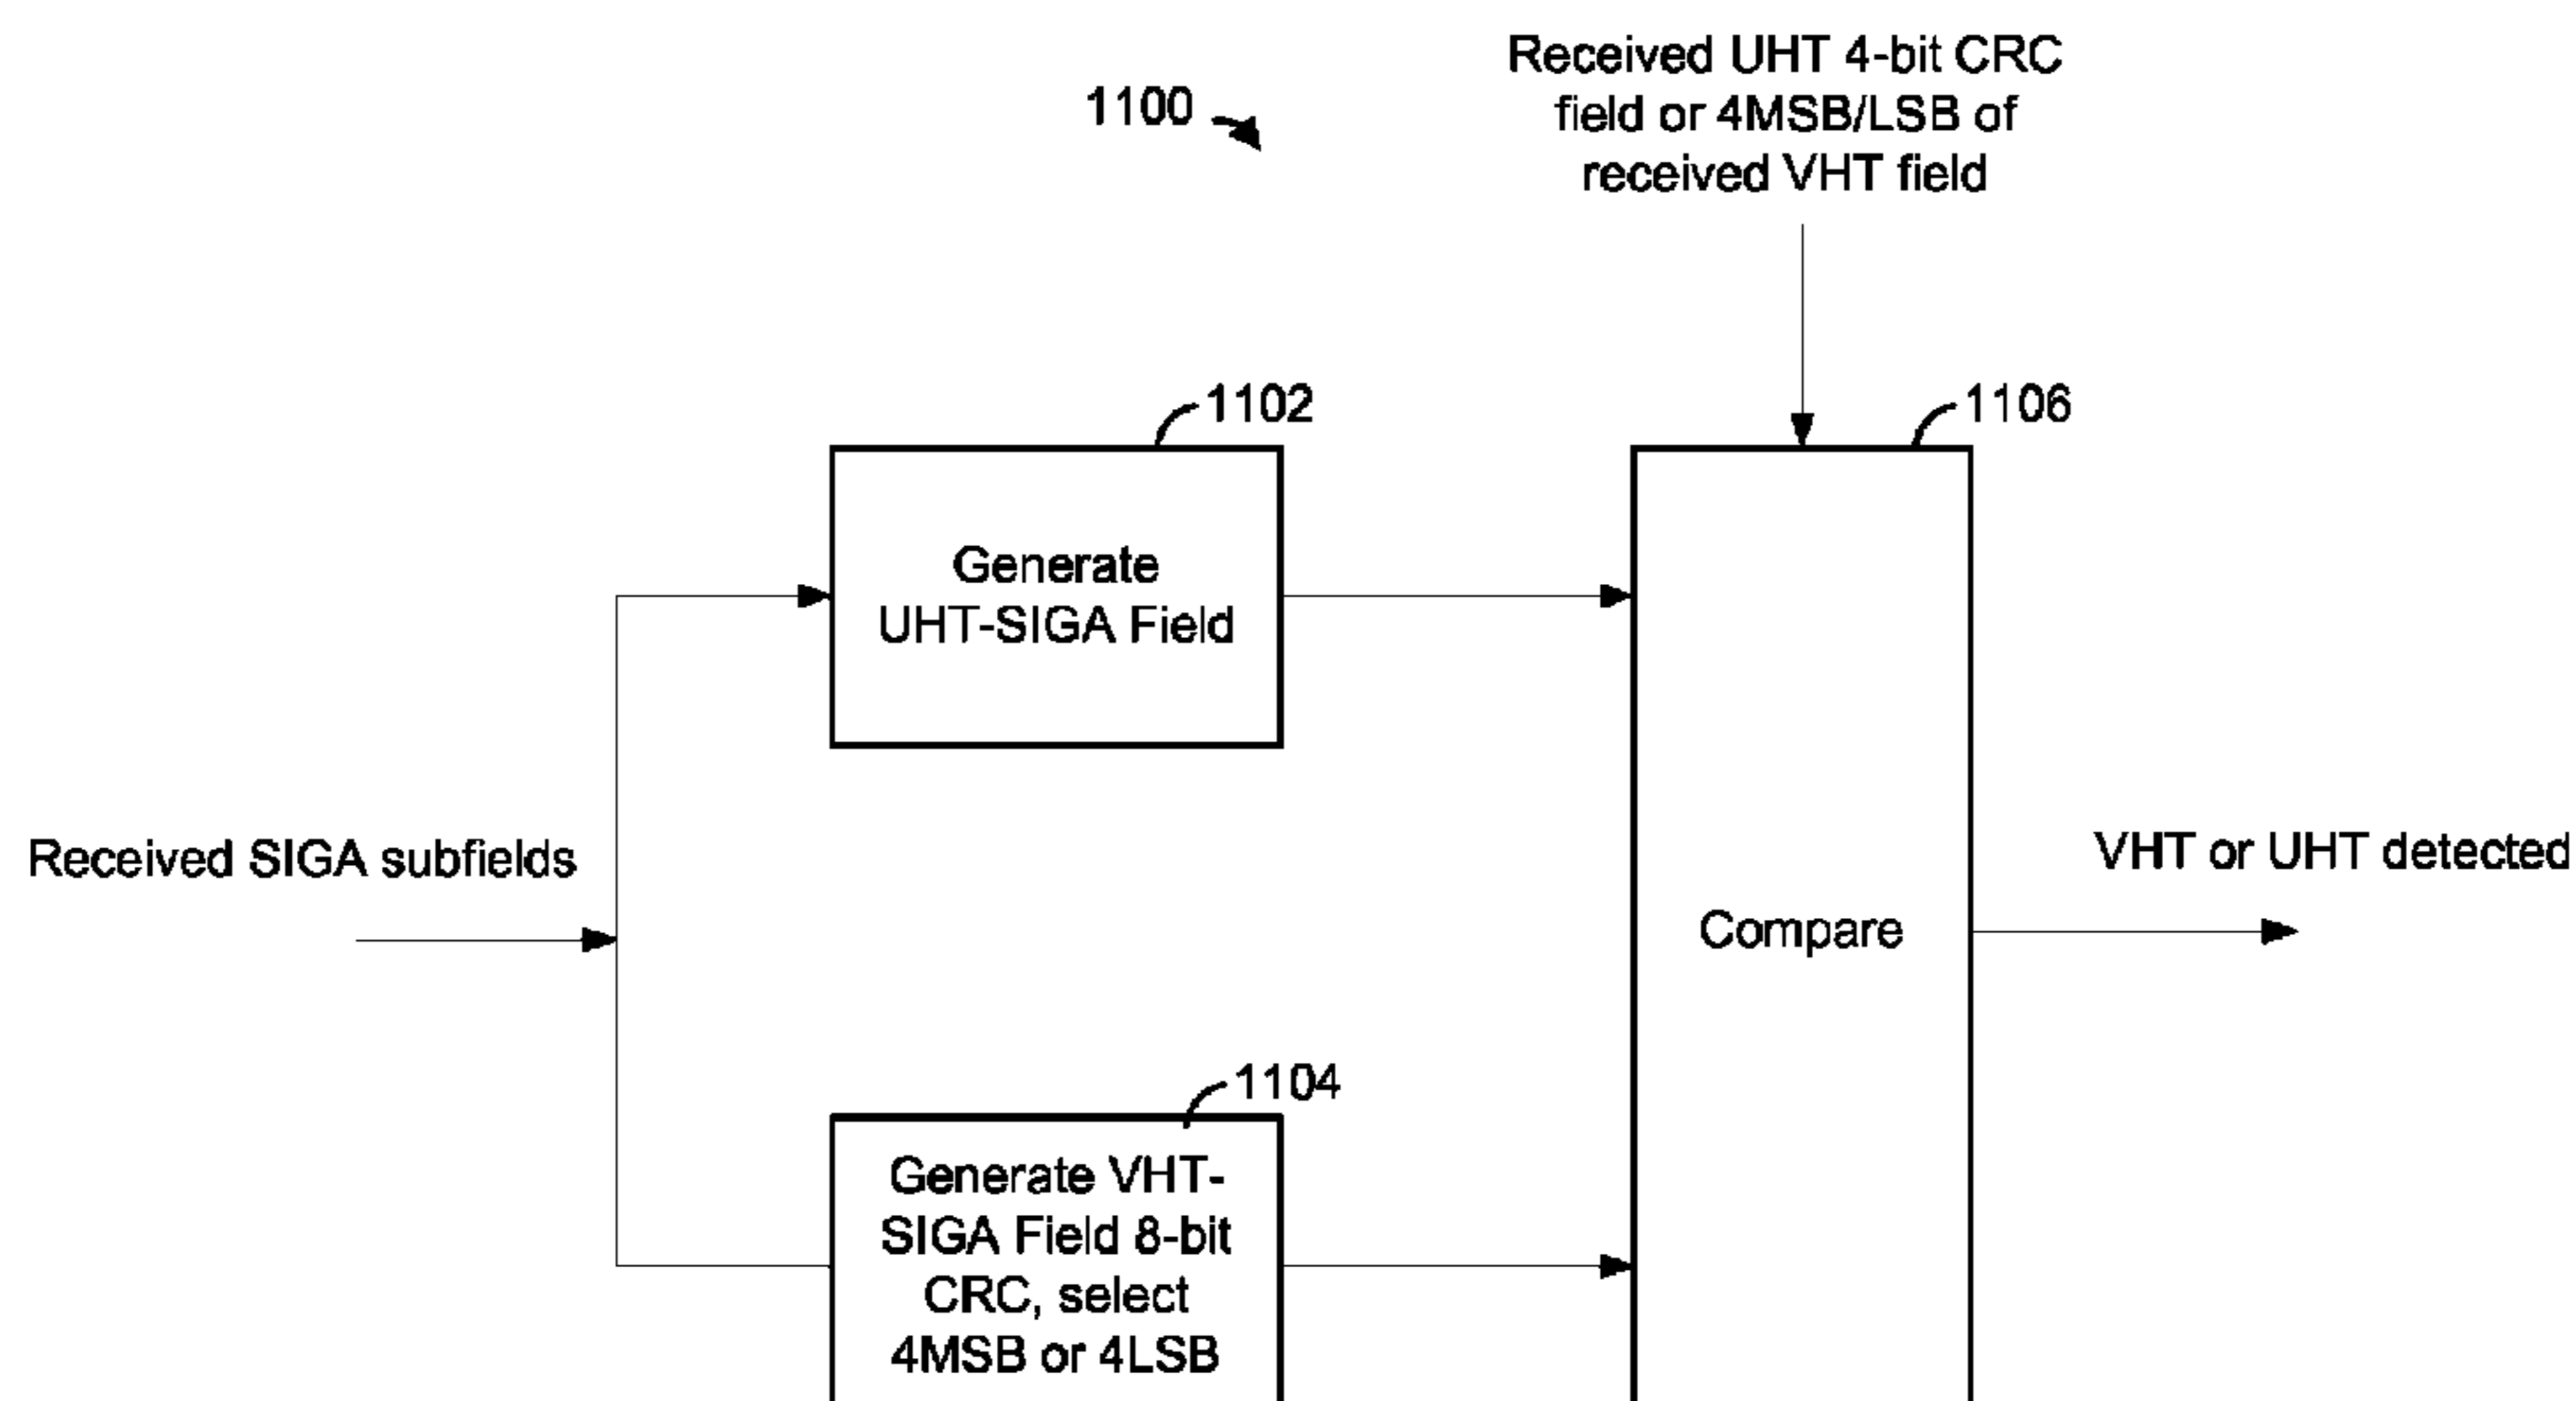 Received UHT 4-bit CRC
field or 4MSB/LSB of
received VHT field
1100
1102
1106
Generate
UHT-SIGA Field
Received SIGA subfields
Compare
VHT or UHT detected
1104
Generate VHT-
SIGA Field 8-bit
CRC, select
4MSB or 4LSB